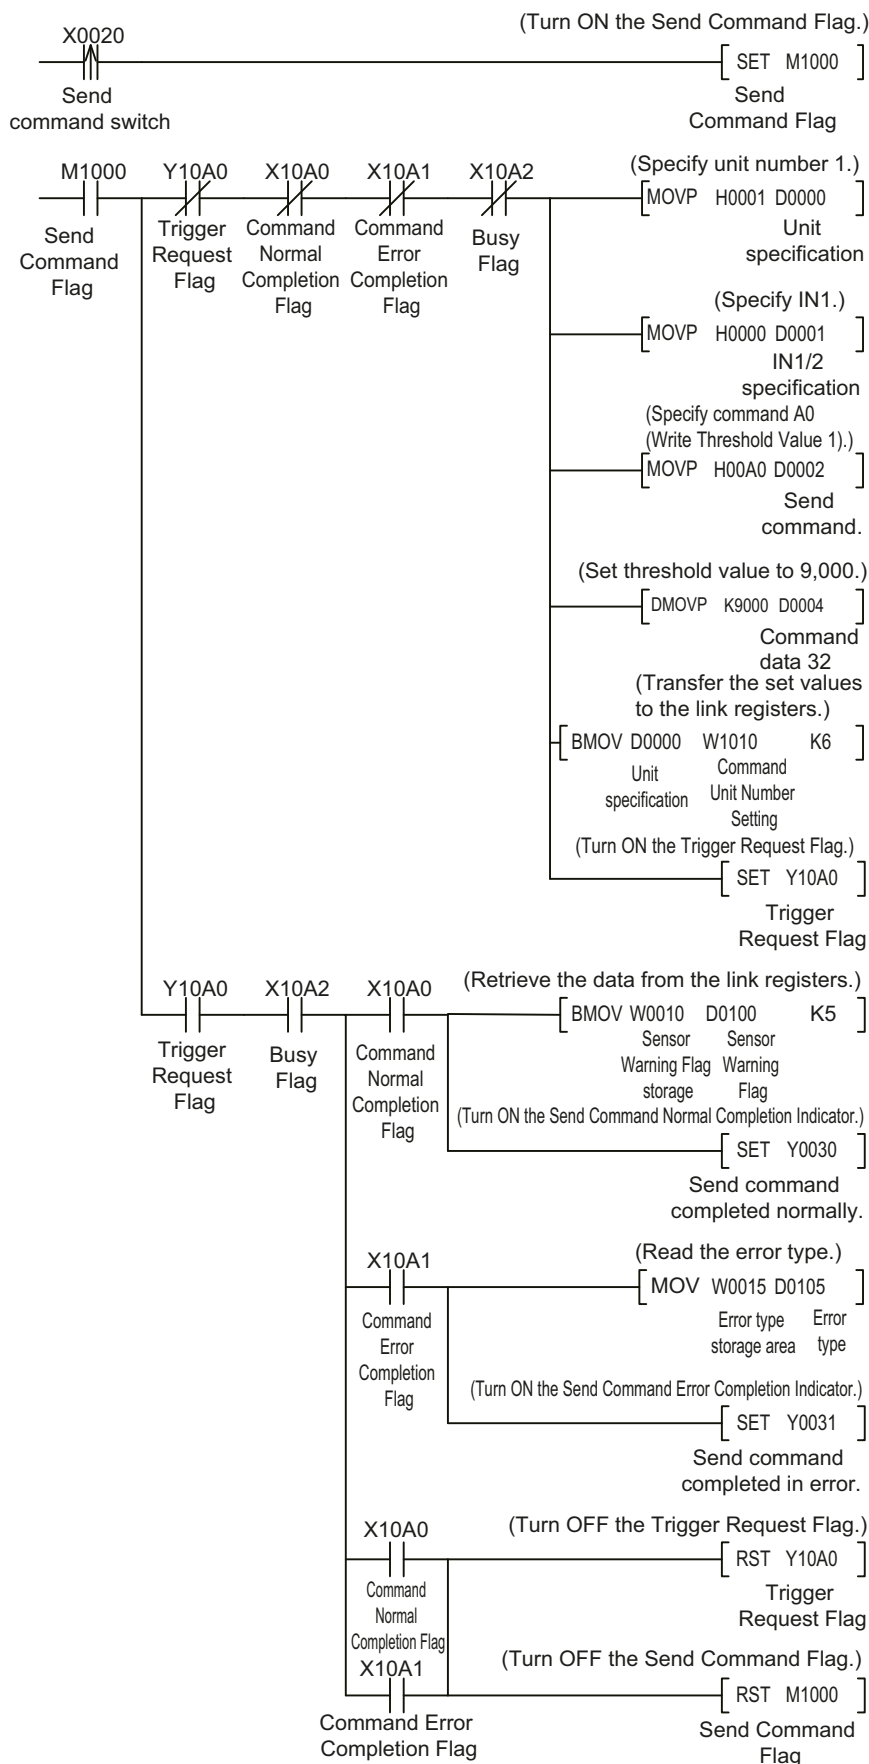 (Turn ON the Send Command Flag.)
X0020
SET M1000
Send
command switch
Send
Command Flag
M1000 Y10A0 X10A0 X10A1 X10A2
(Specify unit number 1.)
MOVP H0001 D0000
Unit
specification
Send
Command
Flag
Trigger
Request
Flag
Command
Normal
Completion
Flag
Command
Error
Completion
Flag
Busy
Flag
(Specify IN1.)
MOVP H0000 D0001
IN1/2
specification
(Specify command A0
(Write Threshold Value 1).)
MOVP H00A0 D0002
Send
command.
(Set threshold value to 9,000.)
DMOVP K9000 D0004
Command
data 32
(Transfer the set values
to the link registers.)
BMOV D0000 W1010 K6
Unit
specification
Command
Unit Number
Setting
(Turn ON the Trigger Request Flag.)
SET Y10A0
Trigger
Request Flag
Y10A0 X10A2 X10A0
(Retrieve the data from the link registers.)
BMOV W0010 D0100 K5
Trigger
Request
Flag
Busy
Flag
Command
Normal
Completion
Flag
Sensor
Warning Flag
storage
Sensor
Warning
Flag
(Turn ON the Send Command Normal Completion Indicator.)
SET Y0030
Send command
completed normally.
X10A1
(Read the error type.)
MOV W0015 D0105
Command
Error
Completion
Flag
Error type
storage area
Error
type
(Turn ON the Send Command Error Completion Indicator.)
SET Y0031
Send command
completed in error.
X10A0
(Turn OFF the Trigger Request Flag.)
RST Y10A0
Command
Normal
Completion Flag
Trigger
Request Flag
X10A1
(Turn OFF the Send Command Flag.)
RST M1000
Command Error
Completion Flag
Send Command
Flag